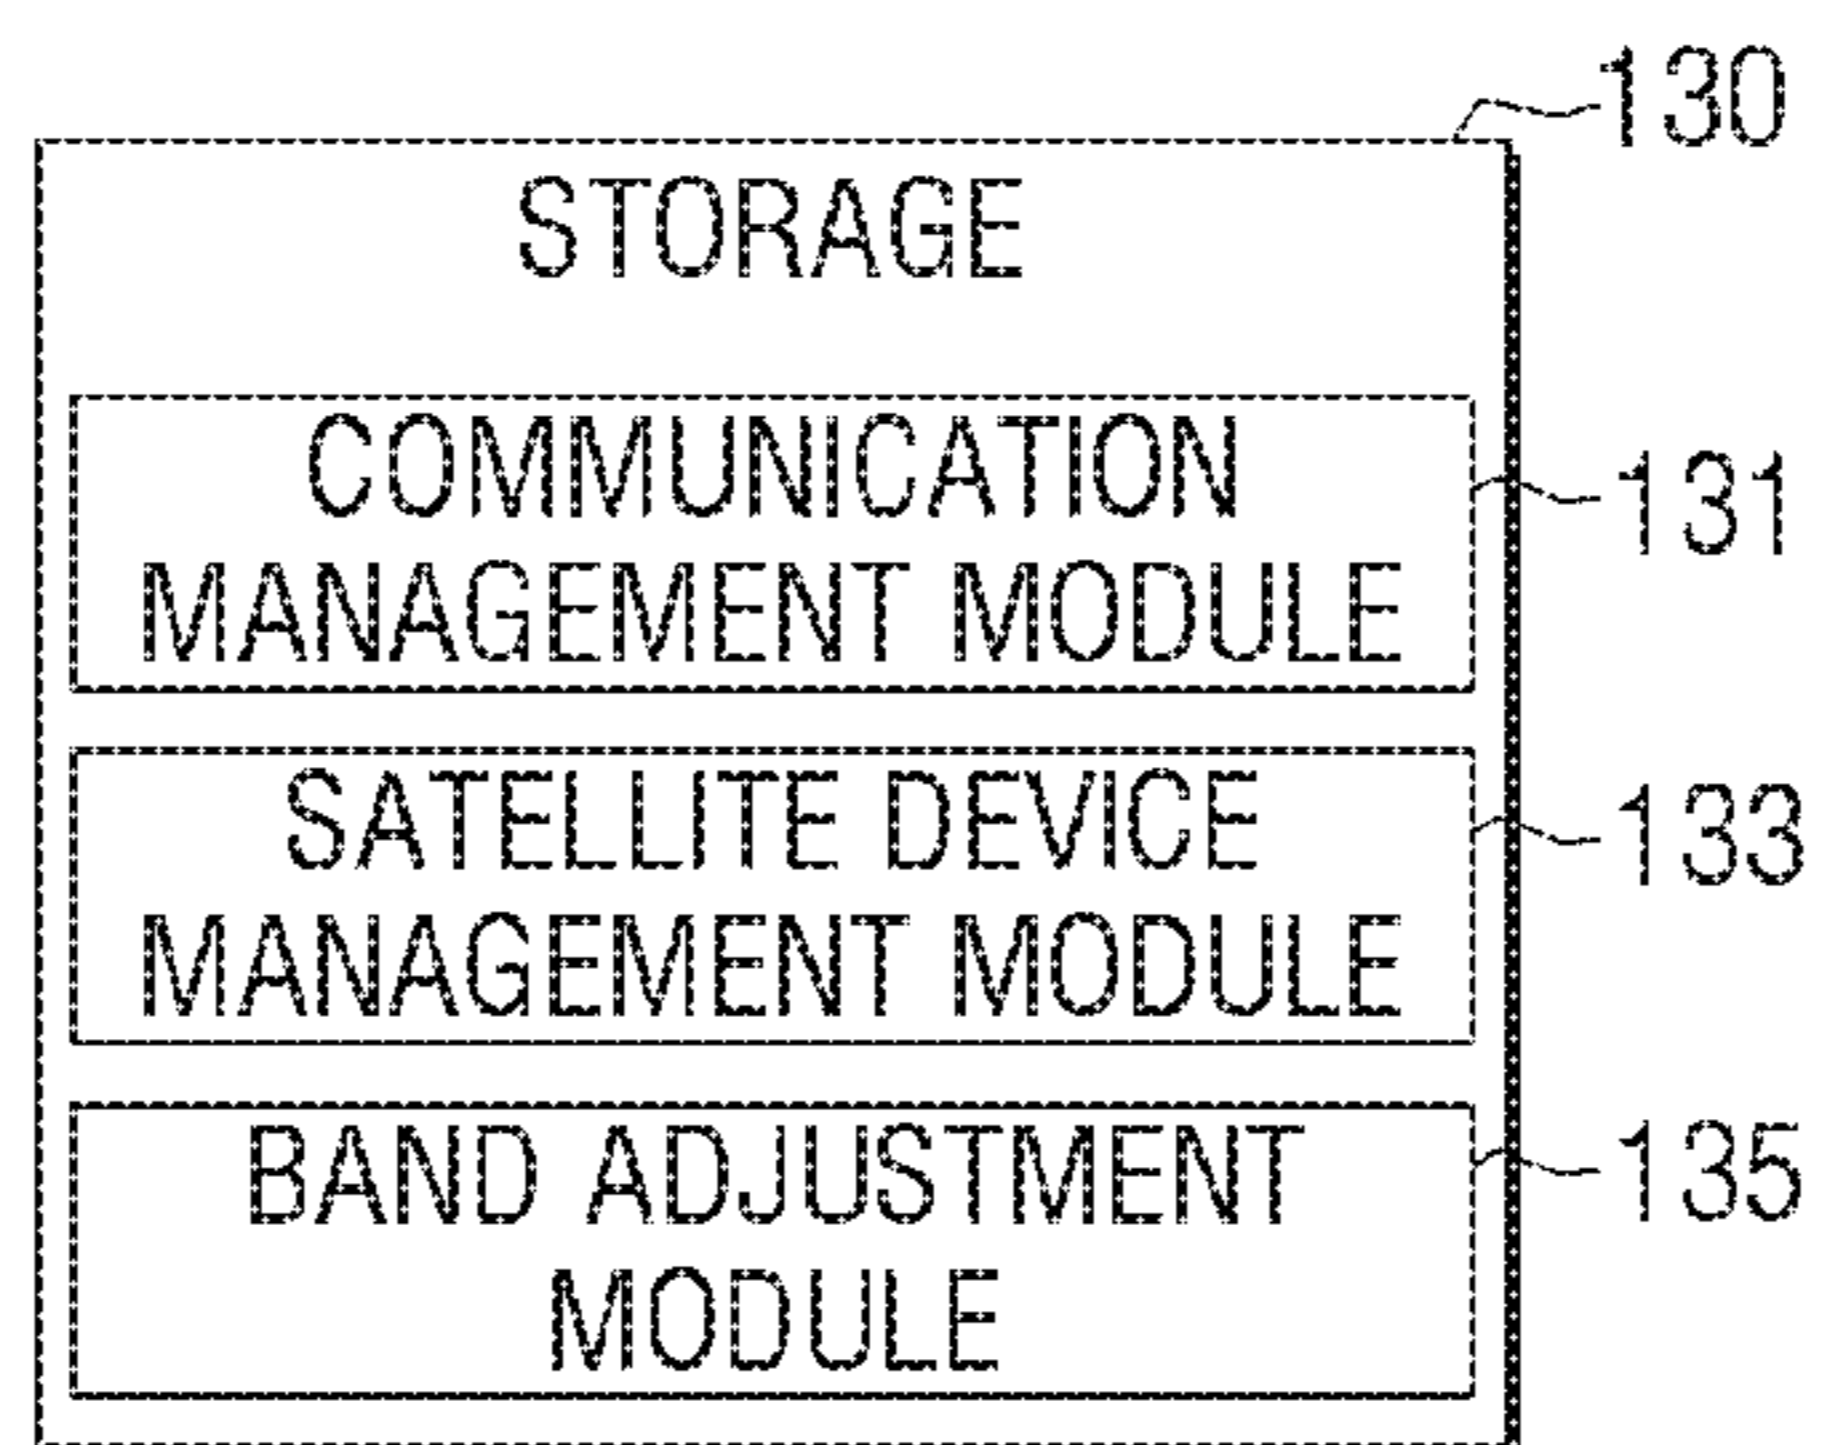 130
STORAGE
COMMUNICATION
MANAGEMENT MODULE
131
SATELLITE DEVICE
MANAGEMENT MODULE
133
BAND ADJUSTMENT
MODULE
135